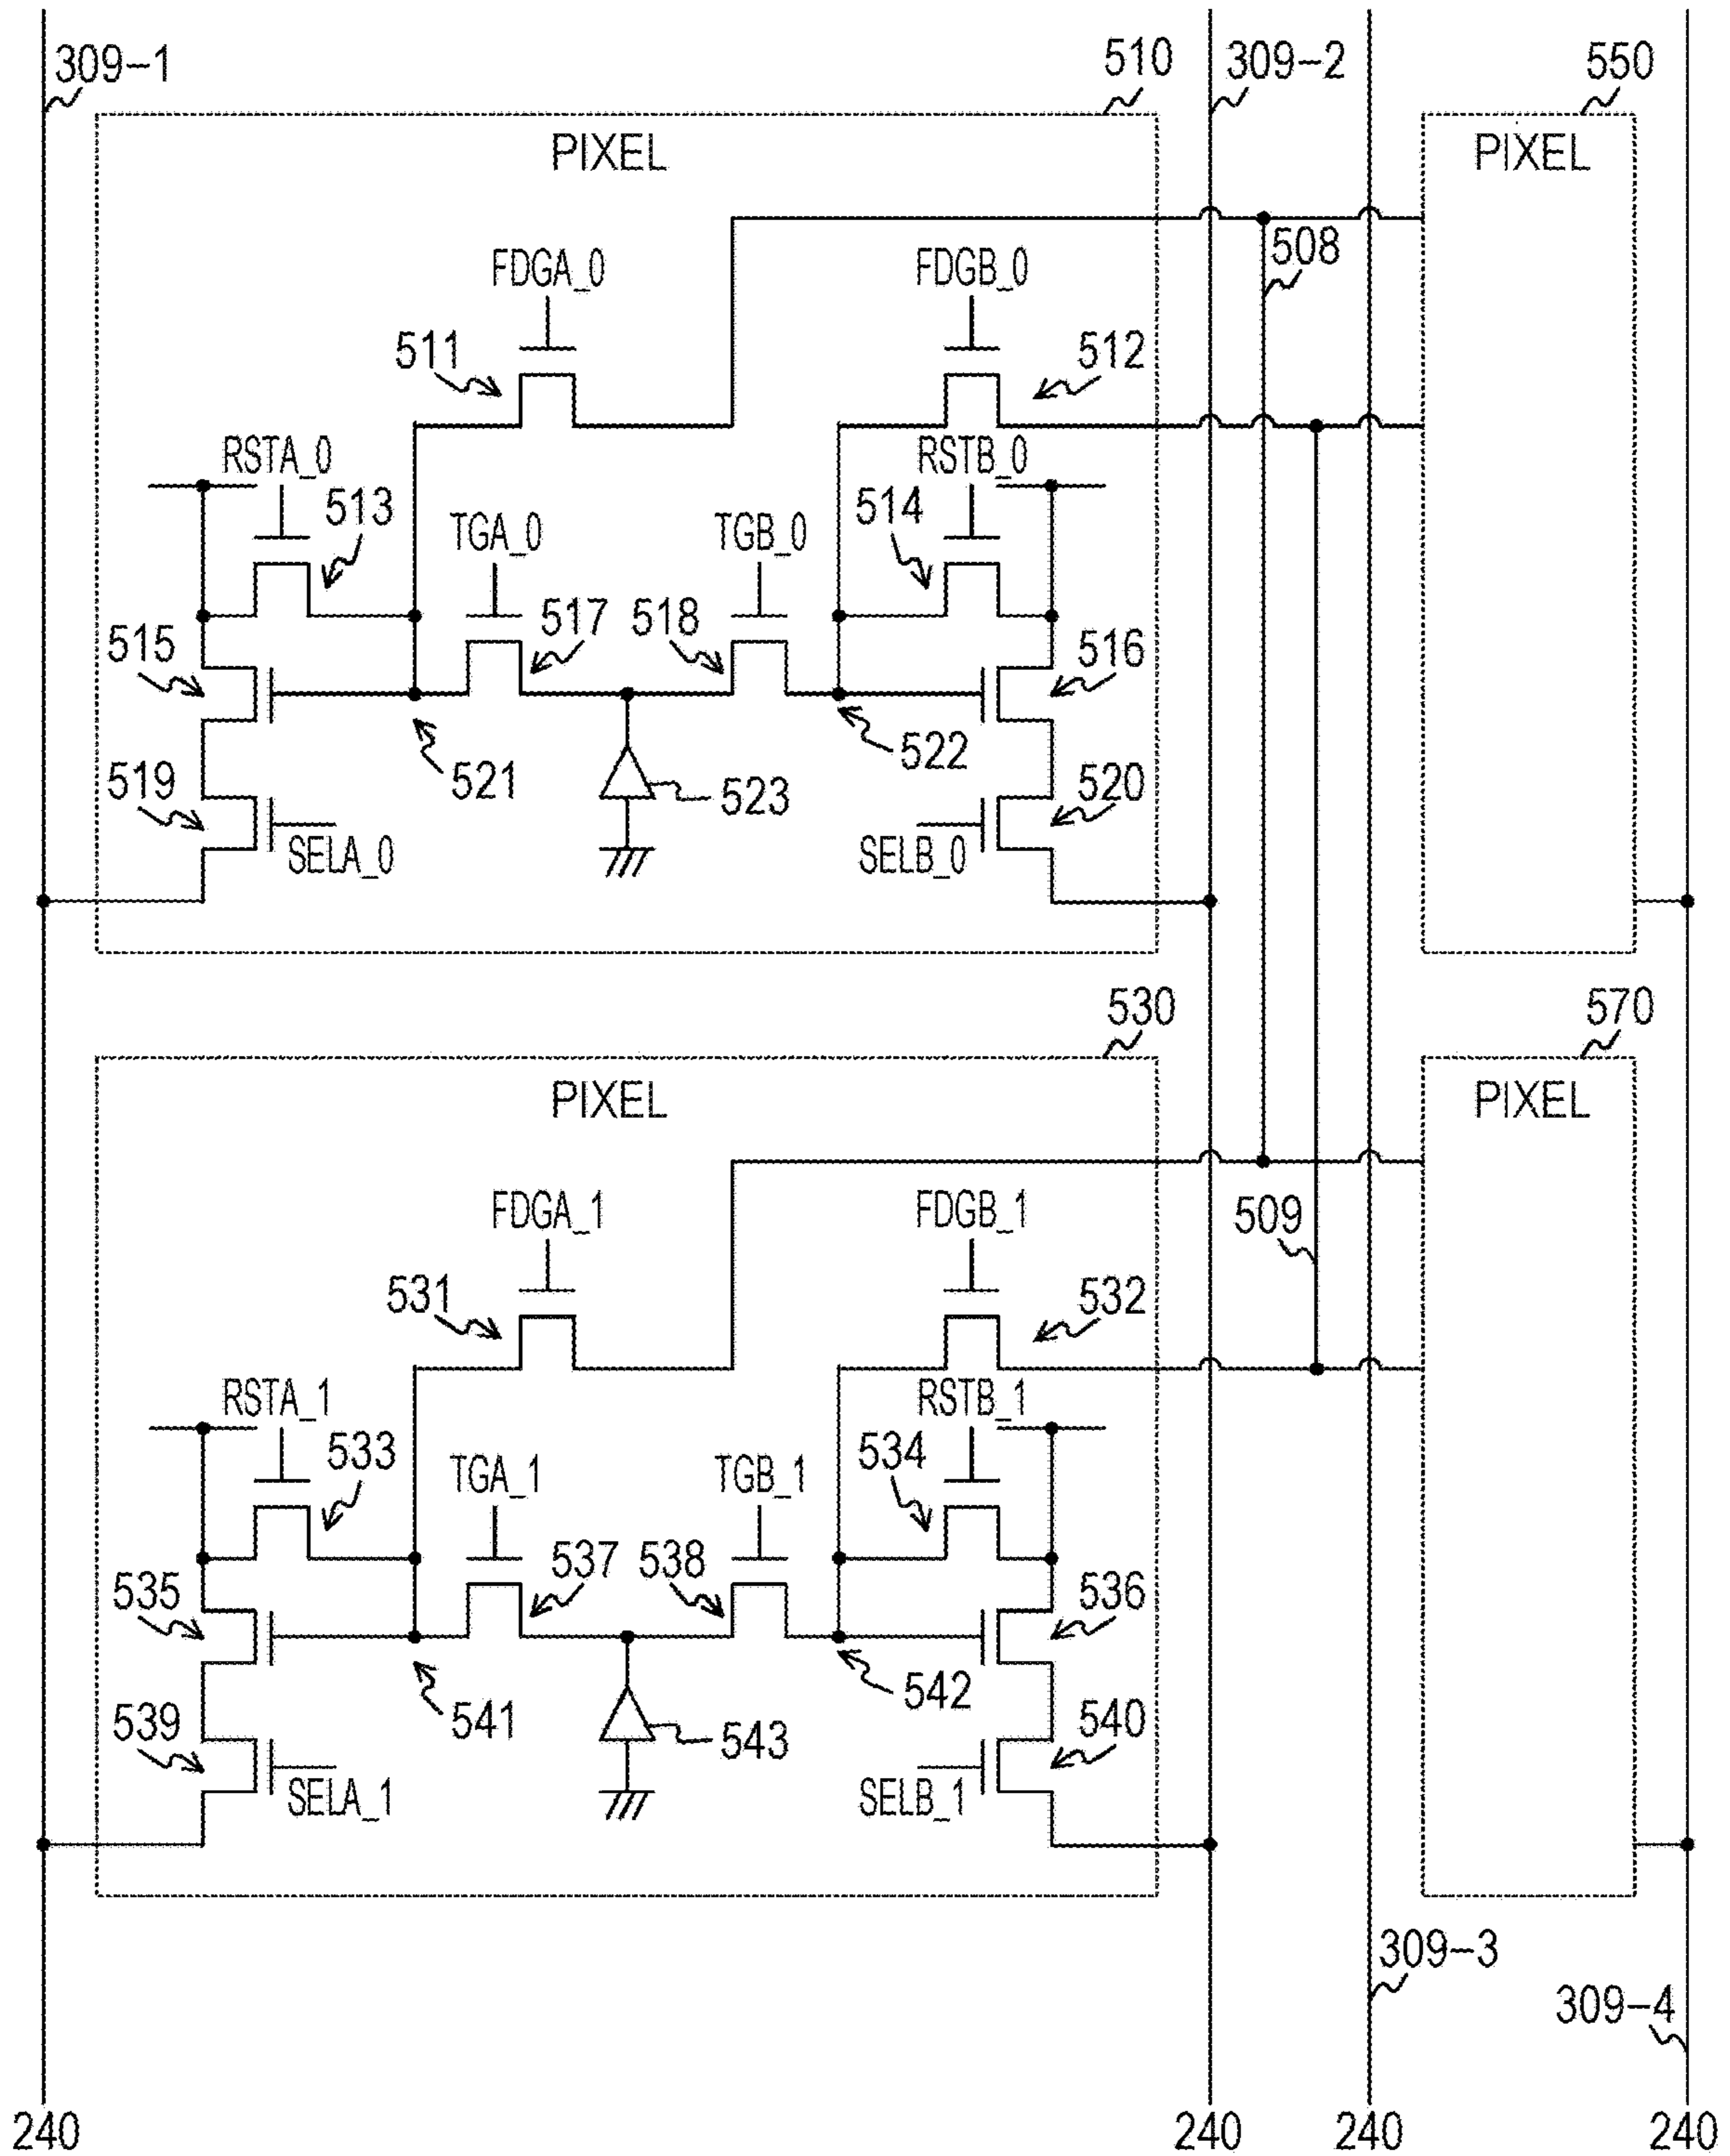 309-1
510
309-2
550
PIXEL
PIXEL
508
FDGA_0
FDGB_0
511
512
RSTA_0
RSTB_0
513
514
TGA_0
TGB_0
517
518
515
516
521
522
519
523
520
SELA_0
SELB_0
530
570
PIXEL
PIXEL
FDGA_1
FDGB_1
509
531
532
RSTA_1
RSTB_1
533
534
TGA_1
TGB_1
537
538
535
536
541
542
539
543
540
SELA_1
SELB_1
309-3
309-4
240
240
240
240